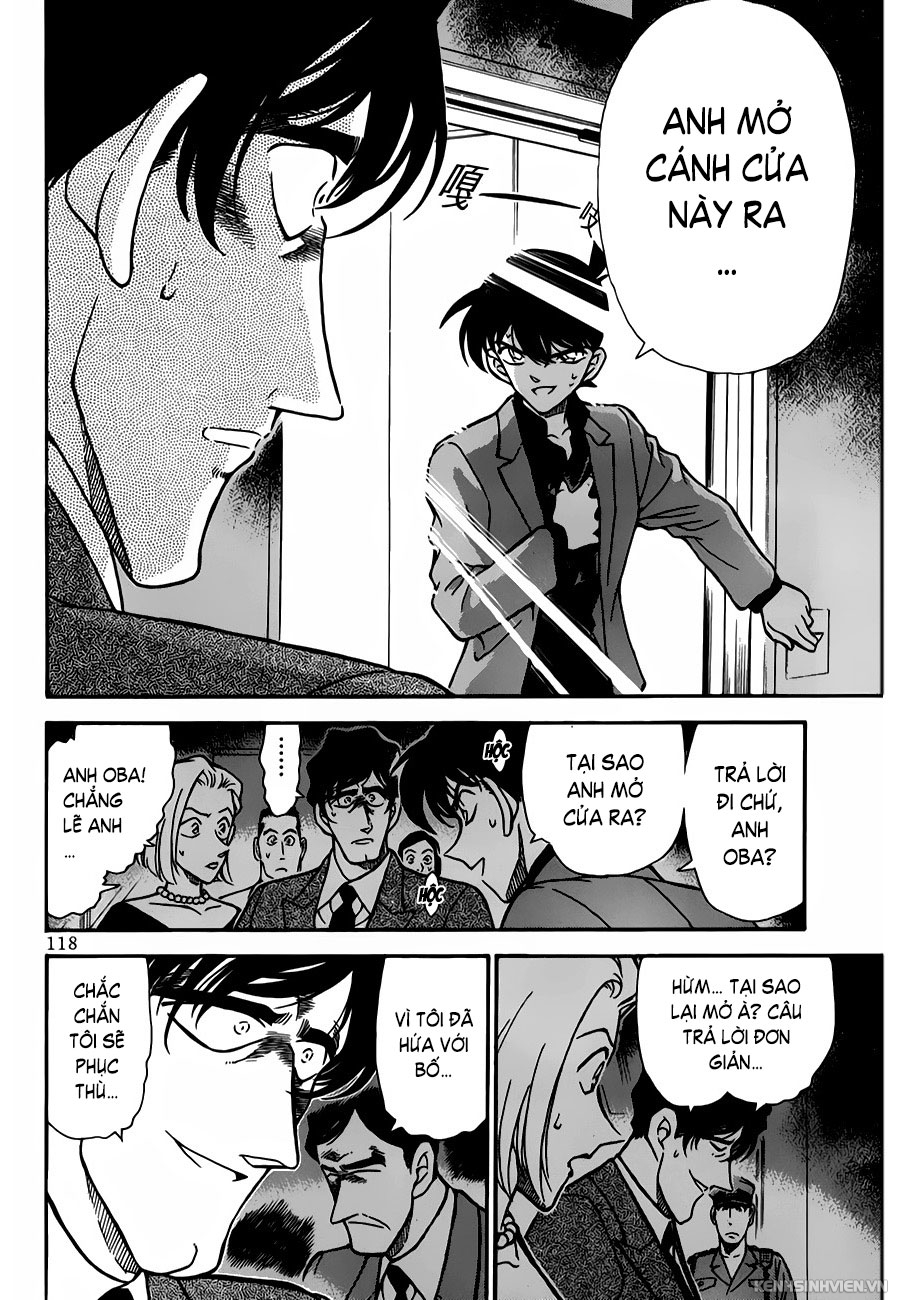 ANH MỞ
CÁNH CỬA
NÀY RA
...
嘎
TRẢ LỜI
ĐI CHỨ,
ANH
OBA?
TẠI SAO
ANH MỞ
CỬA RA?
HỘC
HỘC
.....
ANH OBA!
CHẲNG
LẼ ANH
...
118
HỪM... TẠI SAO
LẠI MỞ À? CÂU
TRẢ LỜI ĐƠN
GIẢN...
VÌ TÔI ĐÃ
HỨA VỚI
BỐ...
CHẮC
CHẮN
TÔI SẼ
PHỤC
THÙ...
KENHSINHVIEN.VN